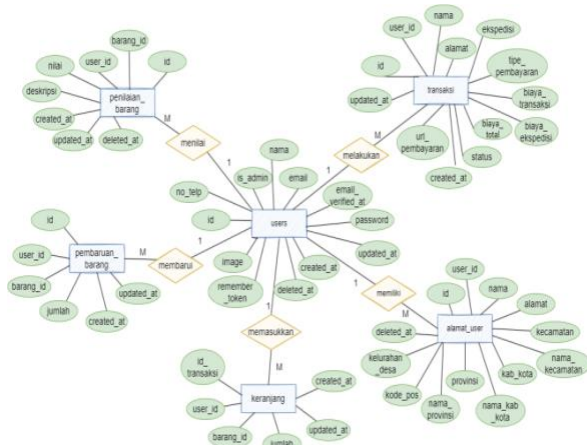 barang_id
nilai
user_id
id
deskripsi
penilaian_
barang
created_at
updated_at
deleted_at
M
menilai
1
nama
user_id
ekspedisi
alamat
id
tipe_
pembayaran
transaksi
updated_at
biaya_
transaksi
url_
pembayaran
biaya_
total
biaya_
ekspedisi
status
created_at
M
melakukan
1
nama
is_admin
email
no_telp
email_
verified_at
id
users
password
image
updated_at
remember
_token
created_at
deleted_at
id
user_id
pembaruan_
barang
M
membarui
1
barang_id
updated_at
jumlah
created_at
1
memasukkan
M
id_
transaksi
created_at
keranjang
user_id
updated_at
barang_id
jumlah
1
memiliki
M
user_id
nama
id
alamat
deleted_at
alamat_user
kecamatan
kelurahan
_desa
nama_
kecamatan
provinsi
kab_kota
kode_pos
nama_
provinsi
nama_kab
_kota